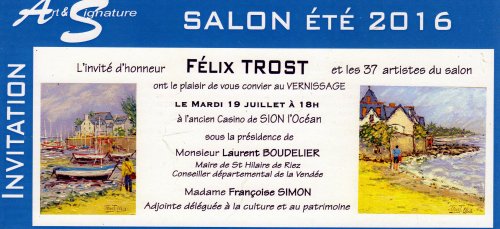 Art & Signature
SALON ÉTÉ 2016
INVITATION
L'invité d'honneur FÉLIX TROST et les 37 artistes du salon
ont le plaisir de vous convier au VERNISSAGE
LE MARDI 19 JUILLET À 18H
à l'ancien Casino de SION l'Océan
sous la présidence de
Monsieur Laurent BOUDELIER
Maire de St Hilaire de Riez
Conseiller départemental de la Vendée
Madame Françoise SIMON
Adjointe déléguée à la culture et au patrimoine